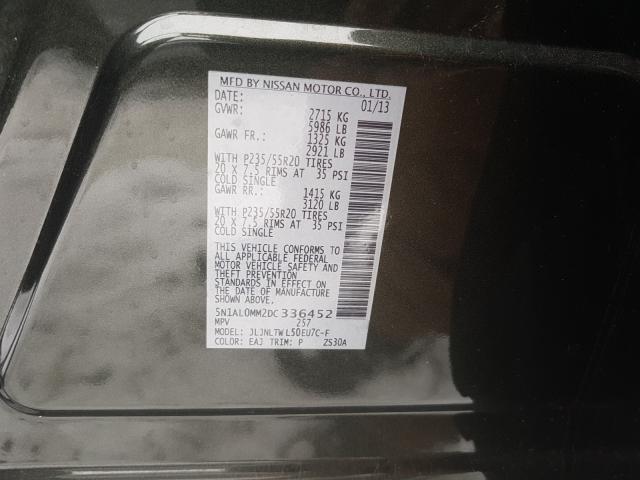 MFD BY NISSAN MOTOR CO., LTD.
DATE: 01/13
GVWR: 2715 KG
5986 LB
GAWR FR.: 1325 KG
2921 LB
WITH P235/55R20 TIRES
20 X 7.5 RIMS AT 35 PSI
COLD SINGLE
GAWR RR.: 1415 KG
3120 LB
WITH P235/55R20 TIRES
20 X 7.5 RIMS AT 35 PSI
COLD SINGLE
THIS VEHICLE CONFORMS TO
ALL APPLICABLE FEDERAL
MOTOR VEHICLE SAFETY AND
THEFT PREVENTION
STANDARDS IN EFFECT ON
THE DATE OF MANUFACTURE
SHOWN ABOVE.
5N1AL0MM2DC336452
MPV 257
MODEL: JLJNLTWL50EU7C-F
COLOR: EAJ TRIM: P ZS30A